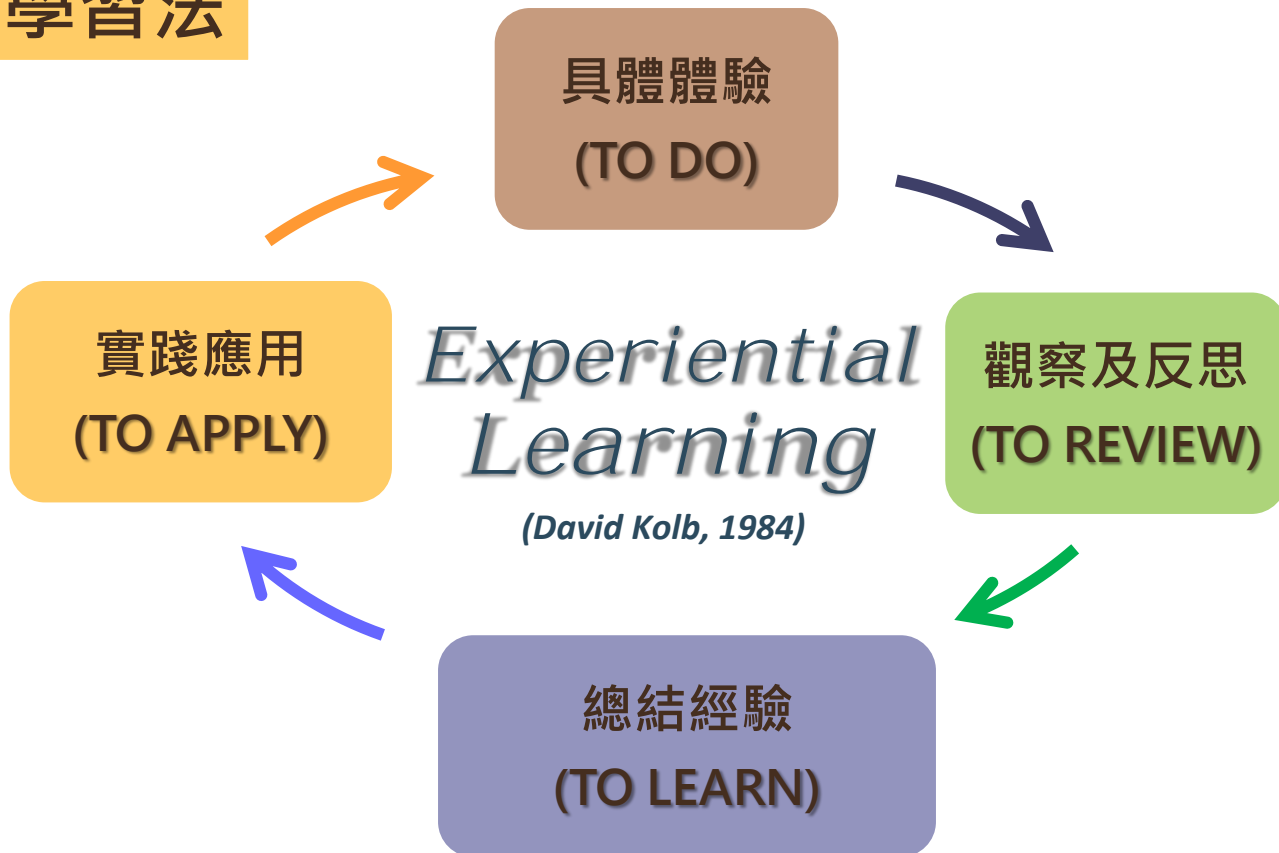 學習法
具體體驗
(TO DO)
實踐應用
(TO APPLY)
Experiential
Learning
(David Kolb, 1984)
觀察及反思
(TO REVIEW)
總結經驗
(TO LEARN)